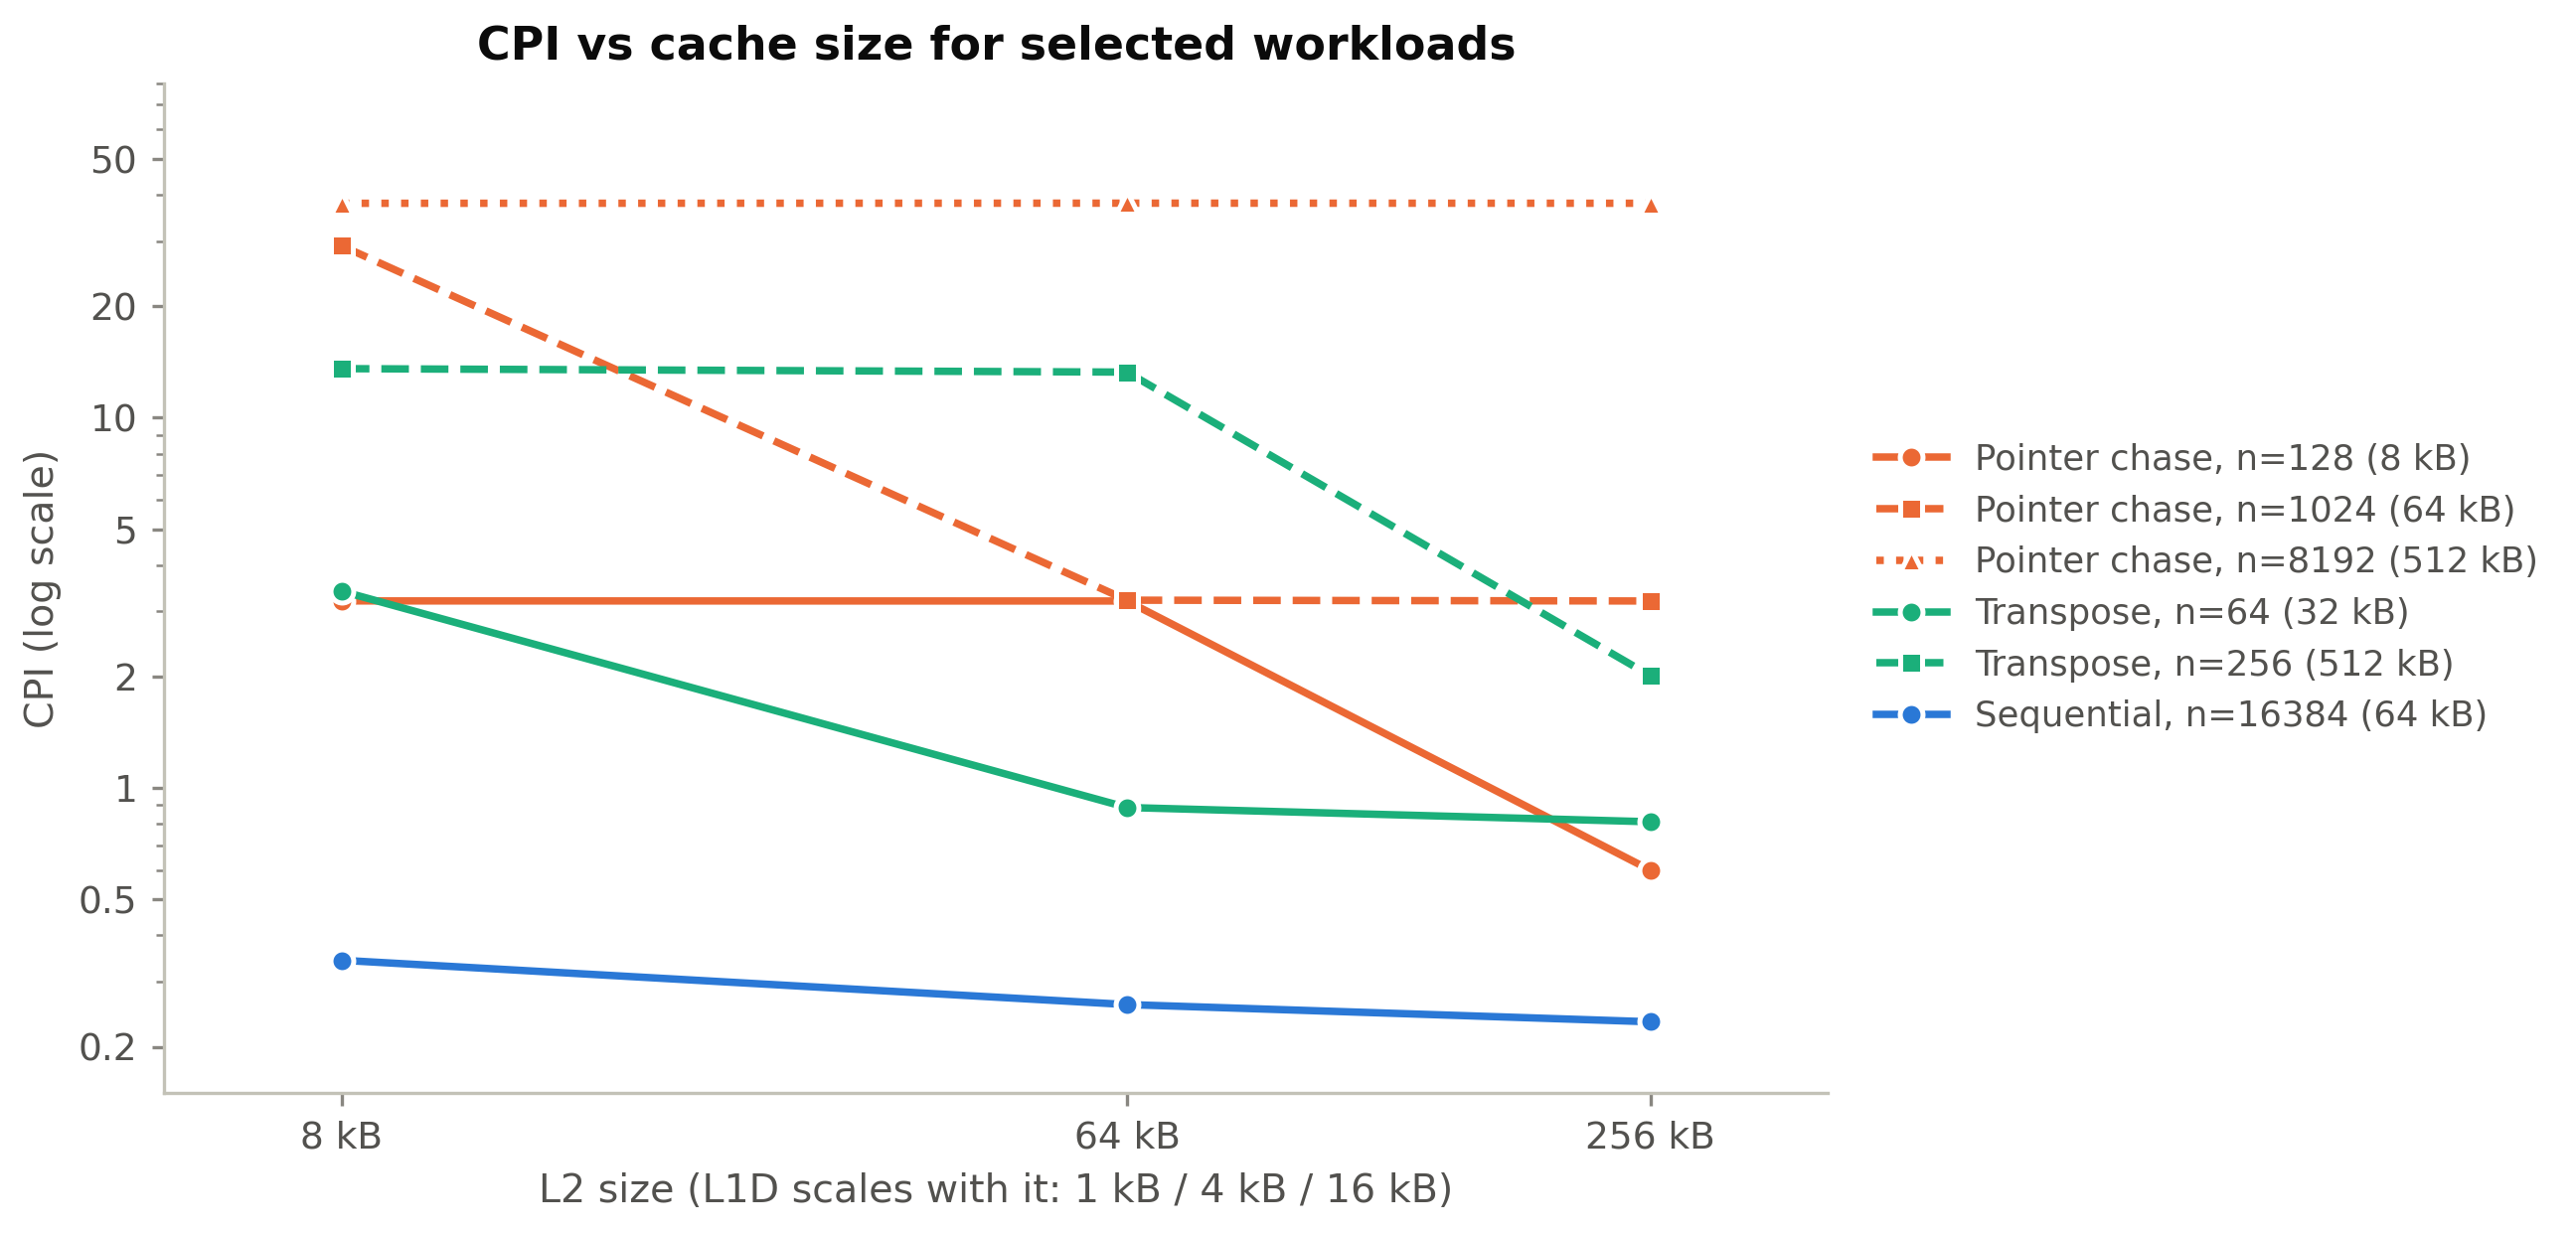 CPI vs cache size for selected workloads
CPI (log scale)
50
20
10
5
2
1
0.5
0.2
8 kB
64 kB
256 kB
L2 size (L1D scales with it: 1 kB / 4 kB / 16 kB)
Pointer chase, n=128 (8 kB)
Pointer chase, n=1024 (64 kB)
Pointer chase, n=8192 (512 kB)
Transpose, n=64 (32 kB)
Transpose, n=256 (512 kB)
Sequential, n=16384 (64 kB)